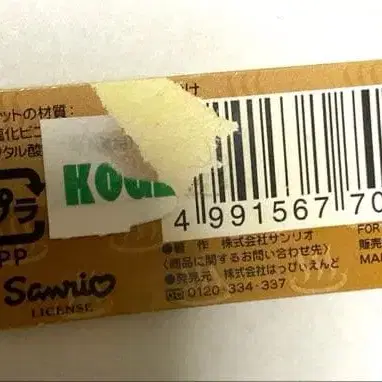 ットの材質:
塩化ビニ
タル酸
プラ
PP
KOG
4 991567 70
●製 作 株式会社サンリオ
〈商品に関するお問い合わせ先〉
●発売元 株式会社はっぴぃえんど
0120-334-337
FOR
販売
MA
Sanrio
LICENSE